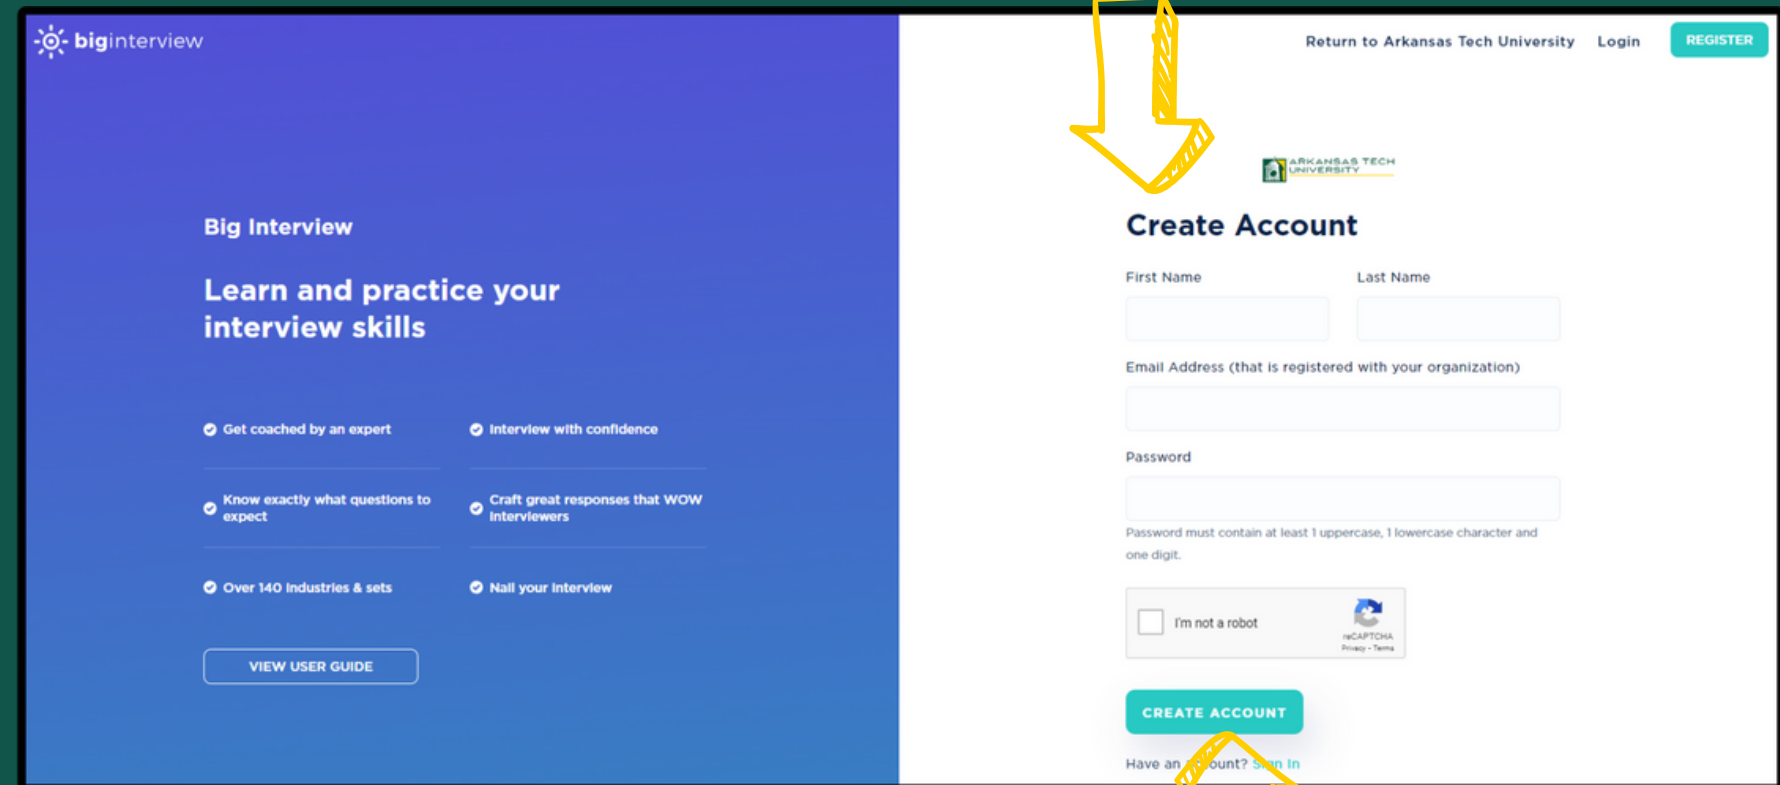 biginterview
Return to Arkansas Tech University Login REGISTER
ARKANSAS TECH
UNIVERSITY
Big Interview
Learn and practice your
interview skills
Get coached by an expert
Interview with confidence
Know exactly what questions to
expect
Craft great responses that WOW
Interviewers
Over 140 Industries & sets
Nail your Interview
VIEW USER GUIDE
Create Account
First Name Last Name
Email Address (that is registered with your organization)
Password
Password must contain at least 1 uppercase, 1 lowercase character and
one digit.
I'm not a robot
reCAPTCHA
Privacy - Terms
CREATE ACCOUNT
Have an account? Sign In